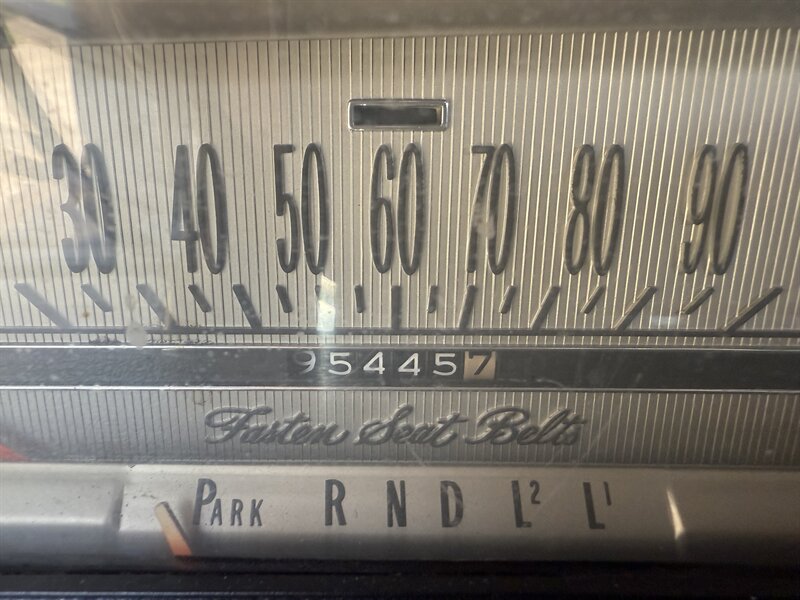 30 40 50 60 70 80 90
954457
Fasten Seat Belts
PARK R N D L2 L1